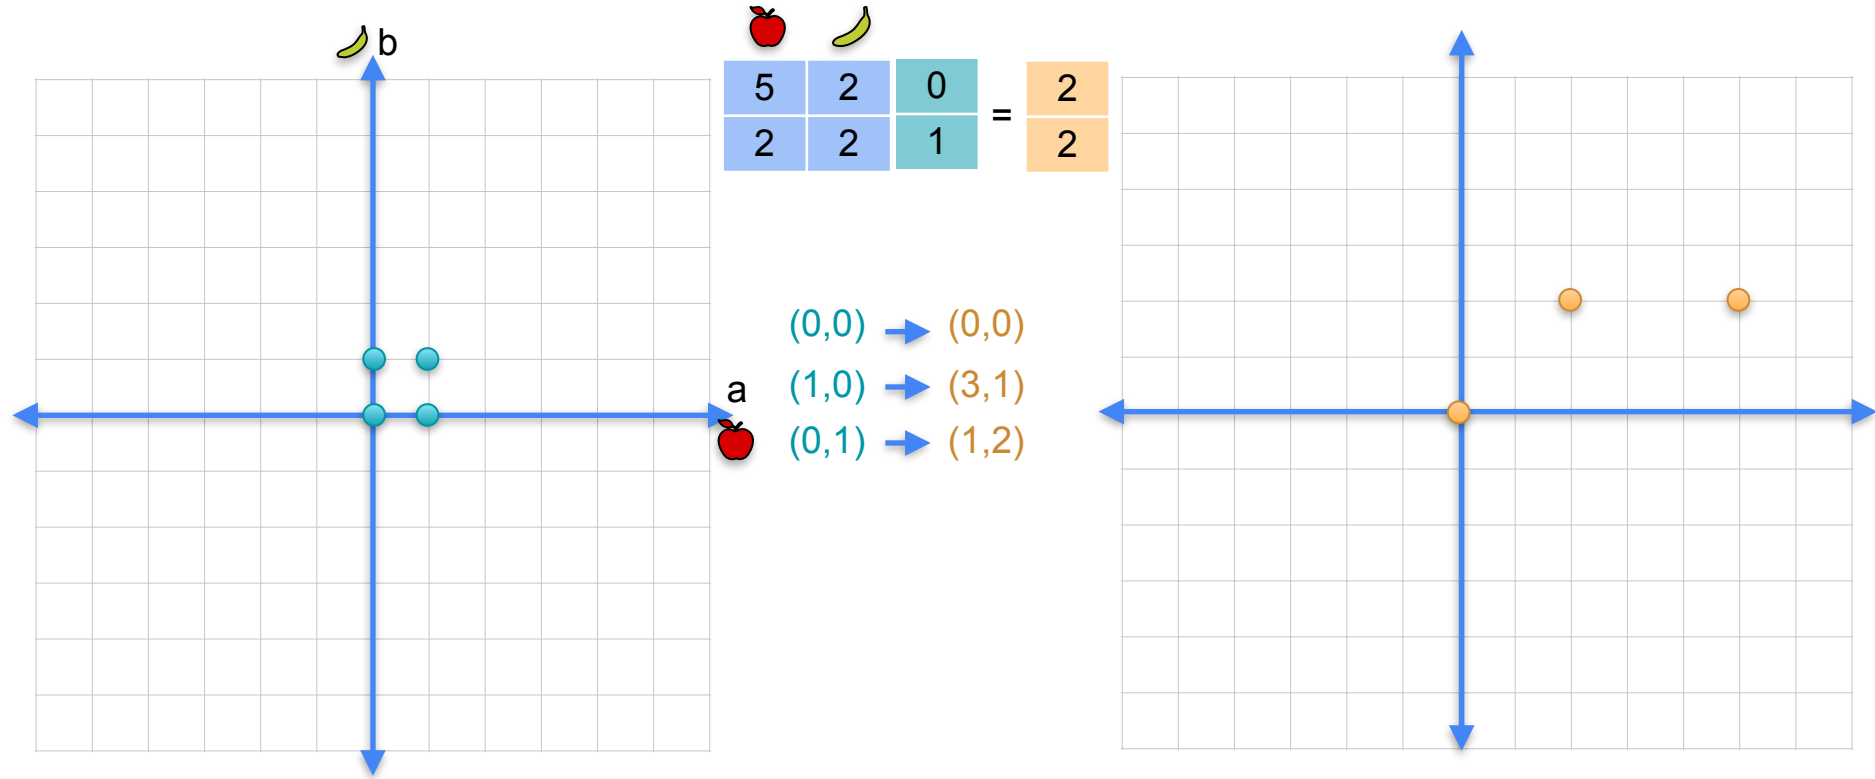 b
5 2 0 = 2
2 2 1 2
(0,0) (0,0)
a
(1,0) (3,1)
(0,1) (1,2)